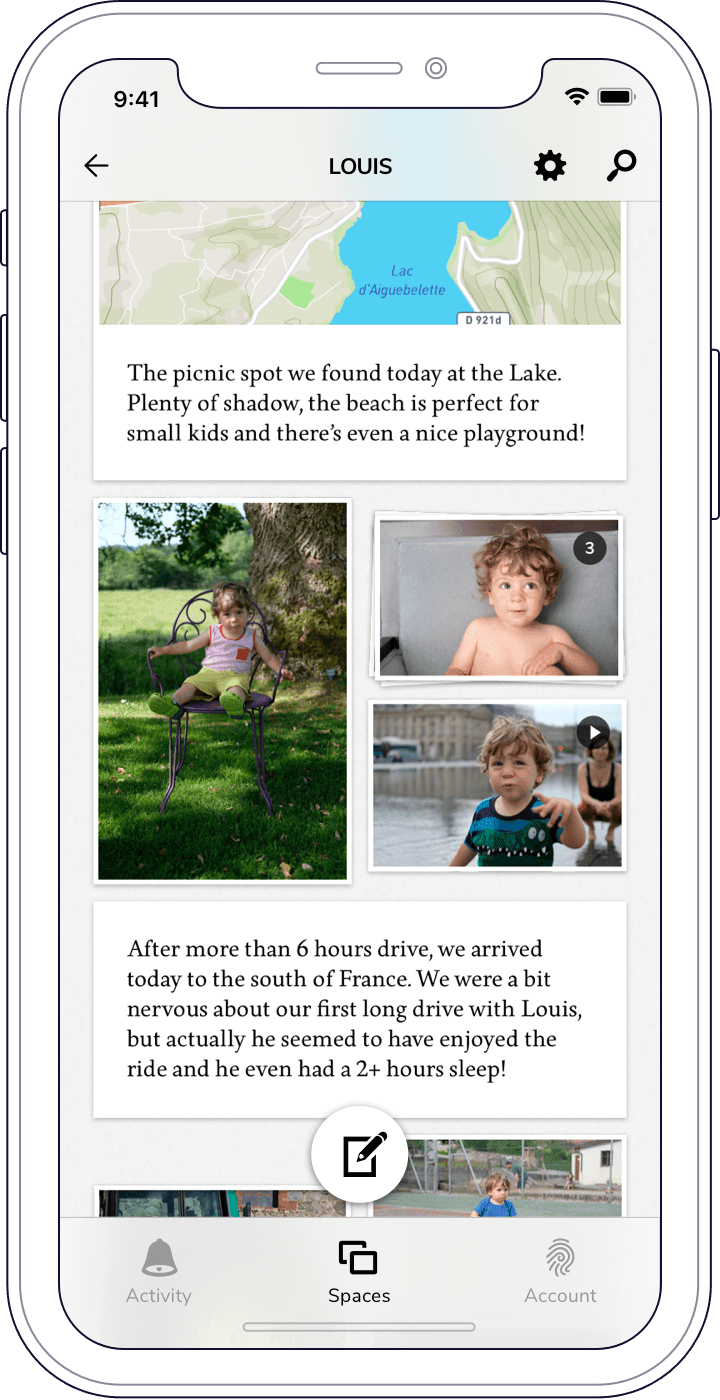 9:41
LOUIS
Lac
d'Aiguebelette
D 921d
The picnic spot we found today at the Lake.
Plenty of shadow, the beach is perfect for
small kids and there’s even a nice playground!
3
After more than 6 hours drive, we arrived
today to the south of France. We were a bit
nervous about our first long drive with Louis,
but actually he seemed to have enjoyed the
ride and he even had a 2+ hours sleep!
Activity
Spaces
Account